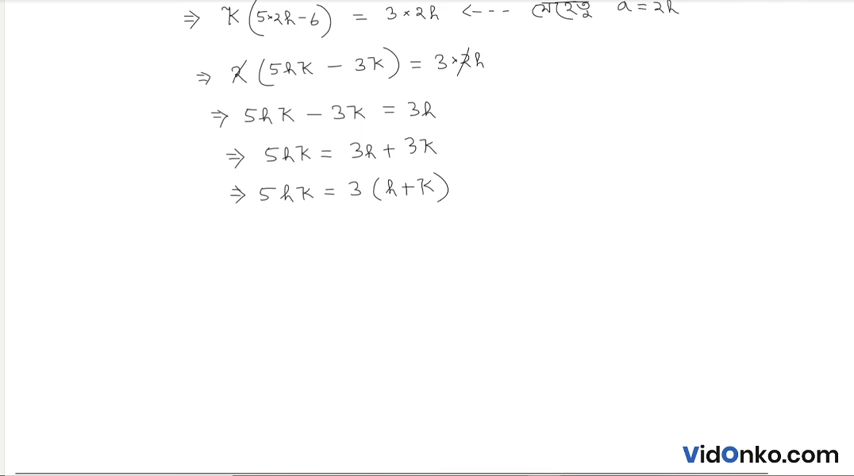 ⇒ K(5×2h-6) = 3×2h <--- যেহেতু a=2h
⇒ 2(5hK - 3K) = 3×2h
⇒ 5hK - 3K = 3h
⇒ 5hK = 3h + 3K
⇒ 5hK = 3(h+K)
VidOnko.com